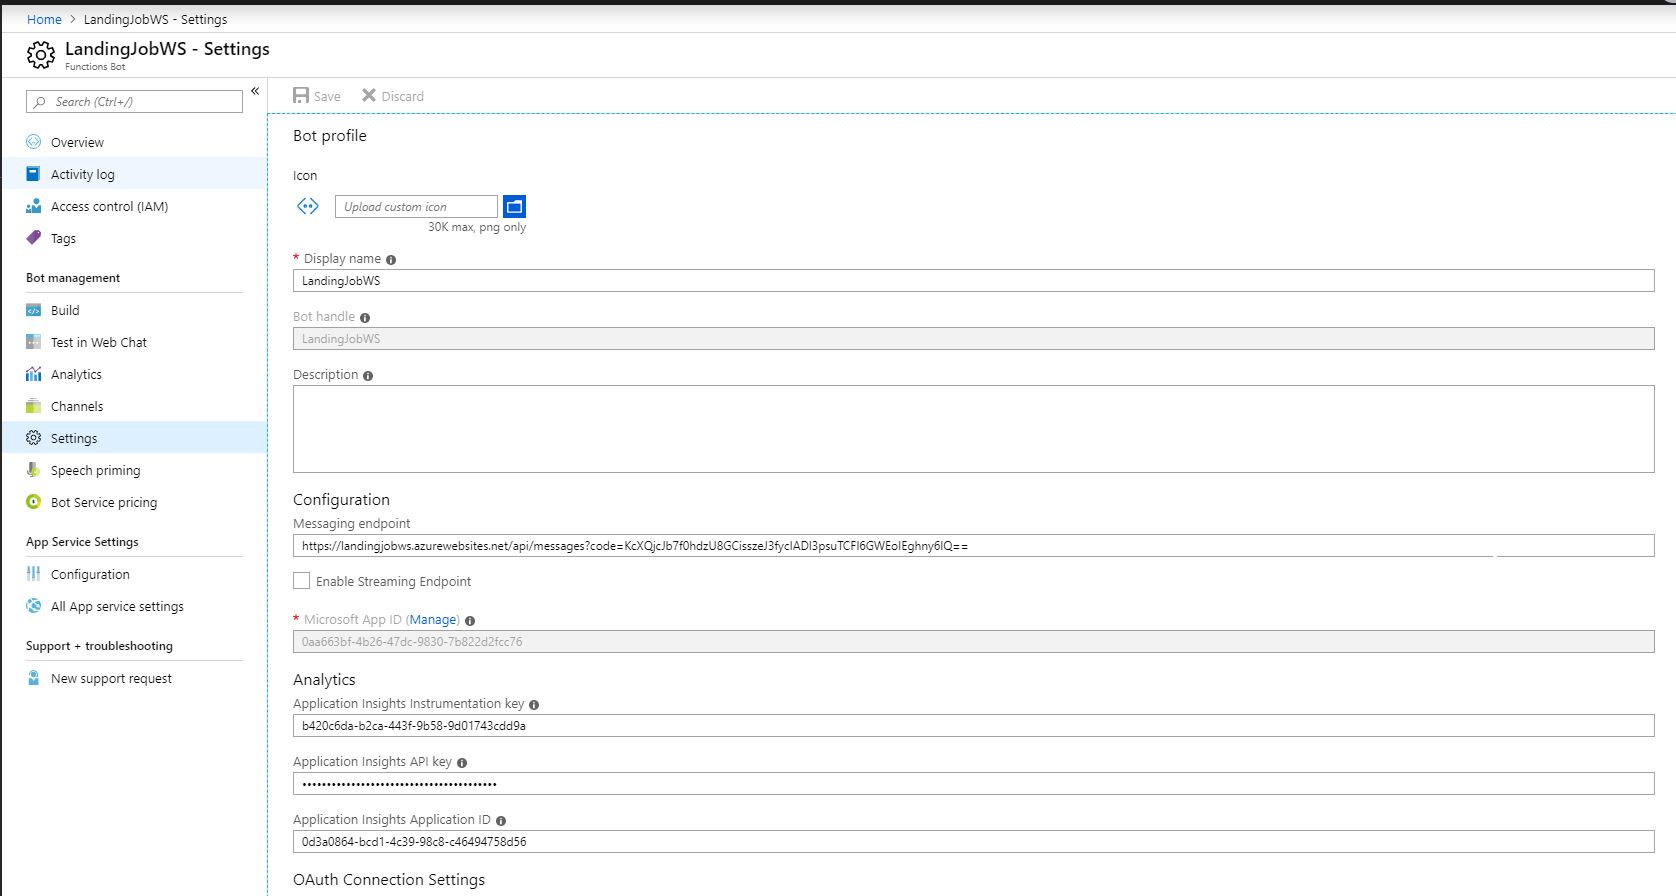 Home > LandingJobWS - Settings
LandingJobWS - Settings
Functions Bot
Search (Ctrl+/)
«
Overview
Activity log
Access control (IAM)
Tags
Bot management
Build
Test in Web Chat
Analytics
Channels
Settings
Speech priming
Bot Service pricing
App Service Settings
Configuration
All App service settings
Support + troubleshooting
New support request
Save Discard
Bot profile
Icon
Upload custom icon
30K max, png only
* Display name
LandingJobWS
Bot handle
LandingJobWS
Description
Configuration
Messaging endpoint
https://landingjobws.azurewebsites.net/api/messages?code=KcXQjcJb7f0hdzU8GCisszeJ3fycIADI3psuTCFI6GWEoIEghny6IQ==
Enable Streaming Endpoint
* Microsoft App ID (Manage)
0aa663bf-4b26-47dc-9830-7b822d2fcc76
Analytics
Application Insights Instrumentation key
b420c6da-b2ca-443f-9b58-9d01743cdd9a
Application Insights API key
Application Insights Application ID
0d3a0864-bcd1-4c39-98c8-c46494758d56
OAuth Connection Settings